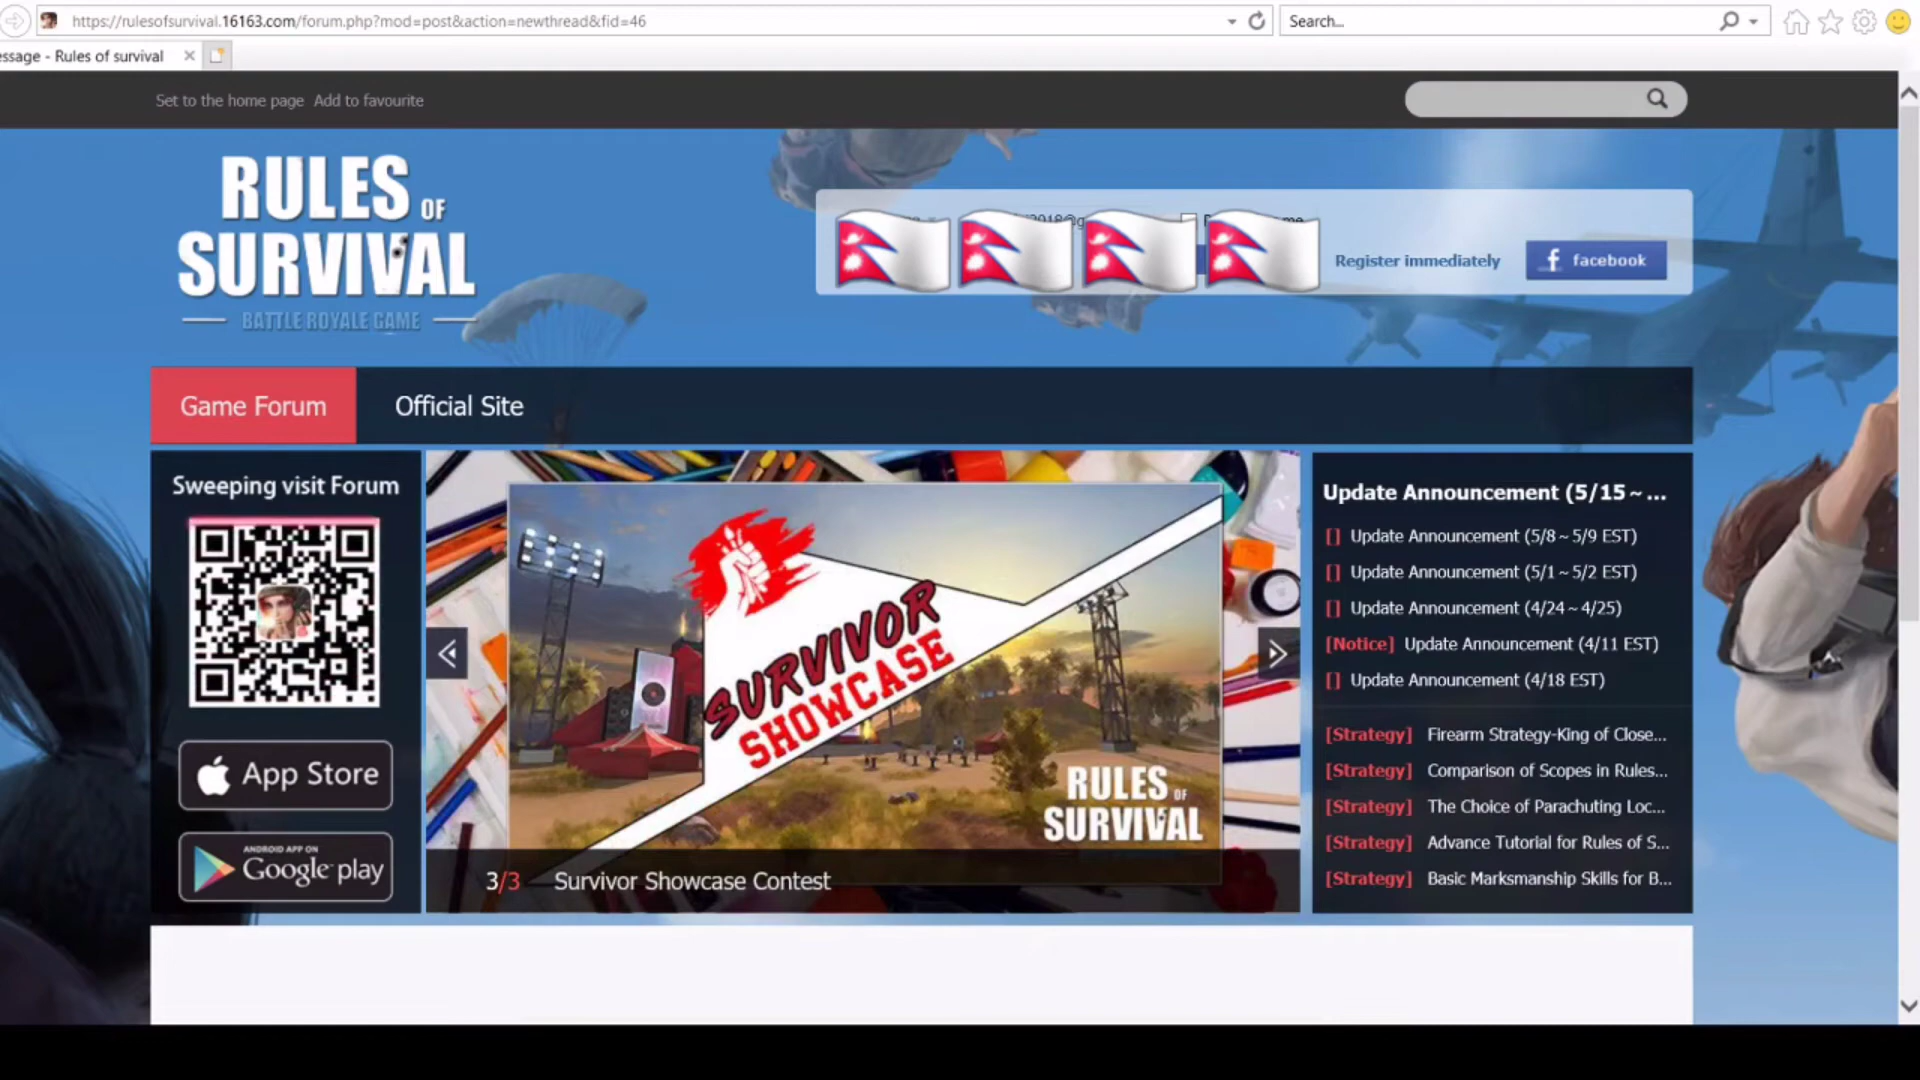 https://rulesofsurvival.16163.com/forum.php?mod=post&action=newthread&fid=46
Search...
essage - Rules of survival
Set to the home page Add to favourite
RULES OF
SURVIVAL
BATTLE ROYALE GAME
2018@g
Register immediately
facebook
Game Forum
Official Site
Sweeping visit Forum
App Store
ANDROID APP ON
Google play
SURVIVOR
SHOWCASE
RULES OF
SURVIVAL
3/3 Survivor Showcase Contest
Update Announcement (5/15 ~ ...
[] Update Announcement (5/8 ~ 5/9 EST)
[] Update Announcement (5/1 ~ 5/2 EST)
[] Update Announcement (4/24 ~ 4/25)
[Notice] Update Announcement (4/11 EST)
[] Update Announcement (4/18 EST)
[Strategy] Firearm Strategy-King of Close...
[Strategy] Comparison of Scopes in Rules...
[Strategy] The Choice of Parachuting Loc...
[Strategy] Advance Tutorial for Rules of S...
[Strategy] Basic Marksmanship Skills for B...